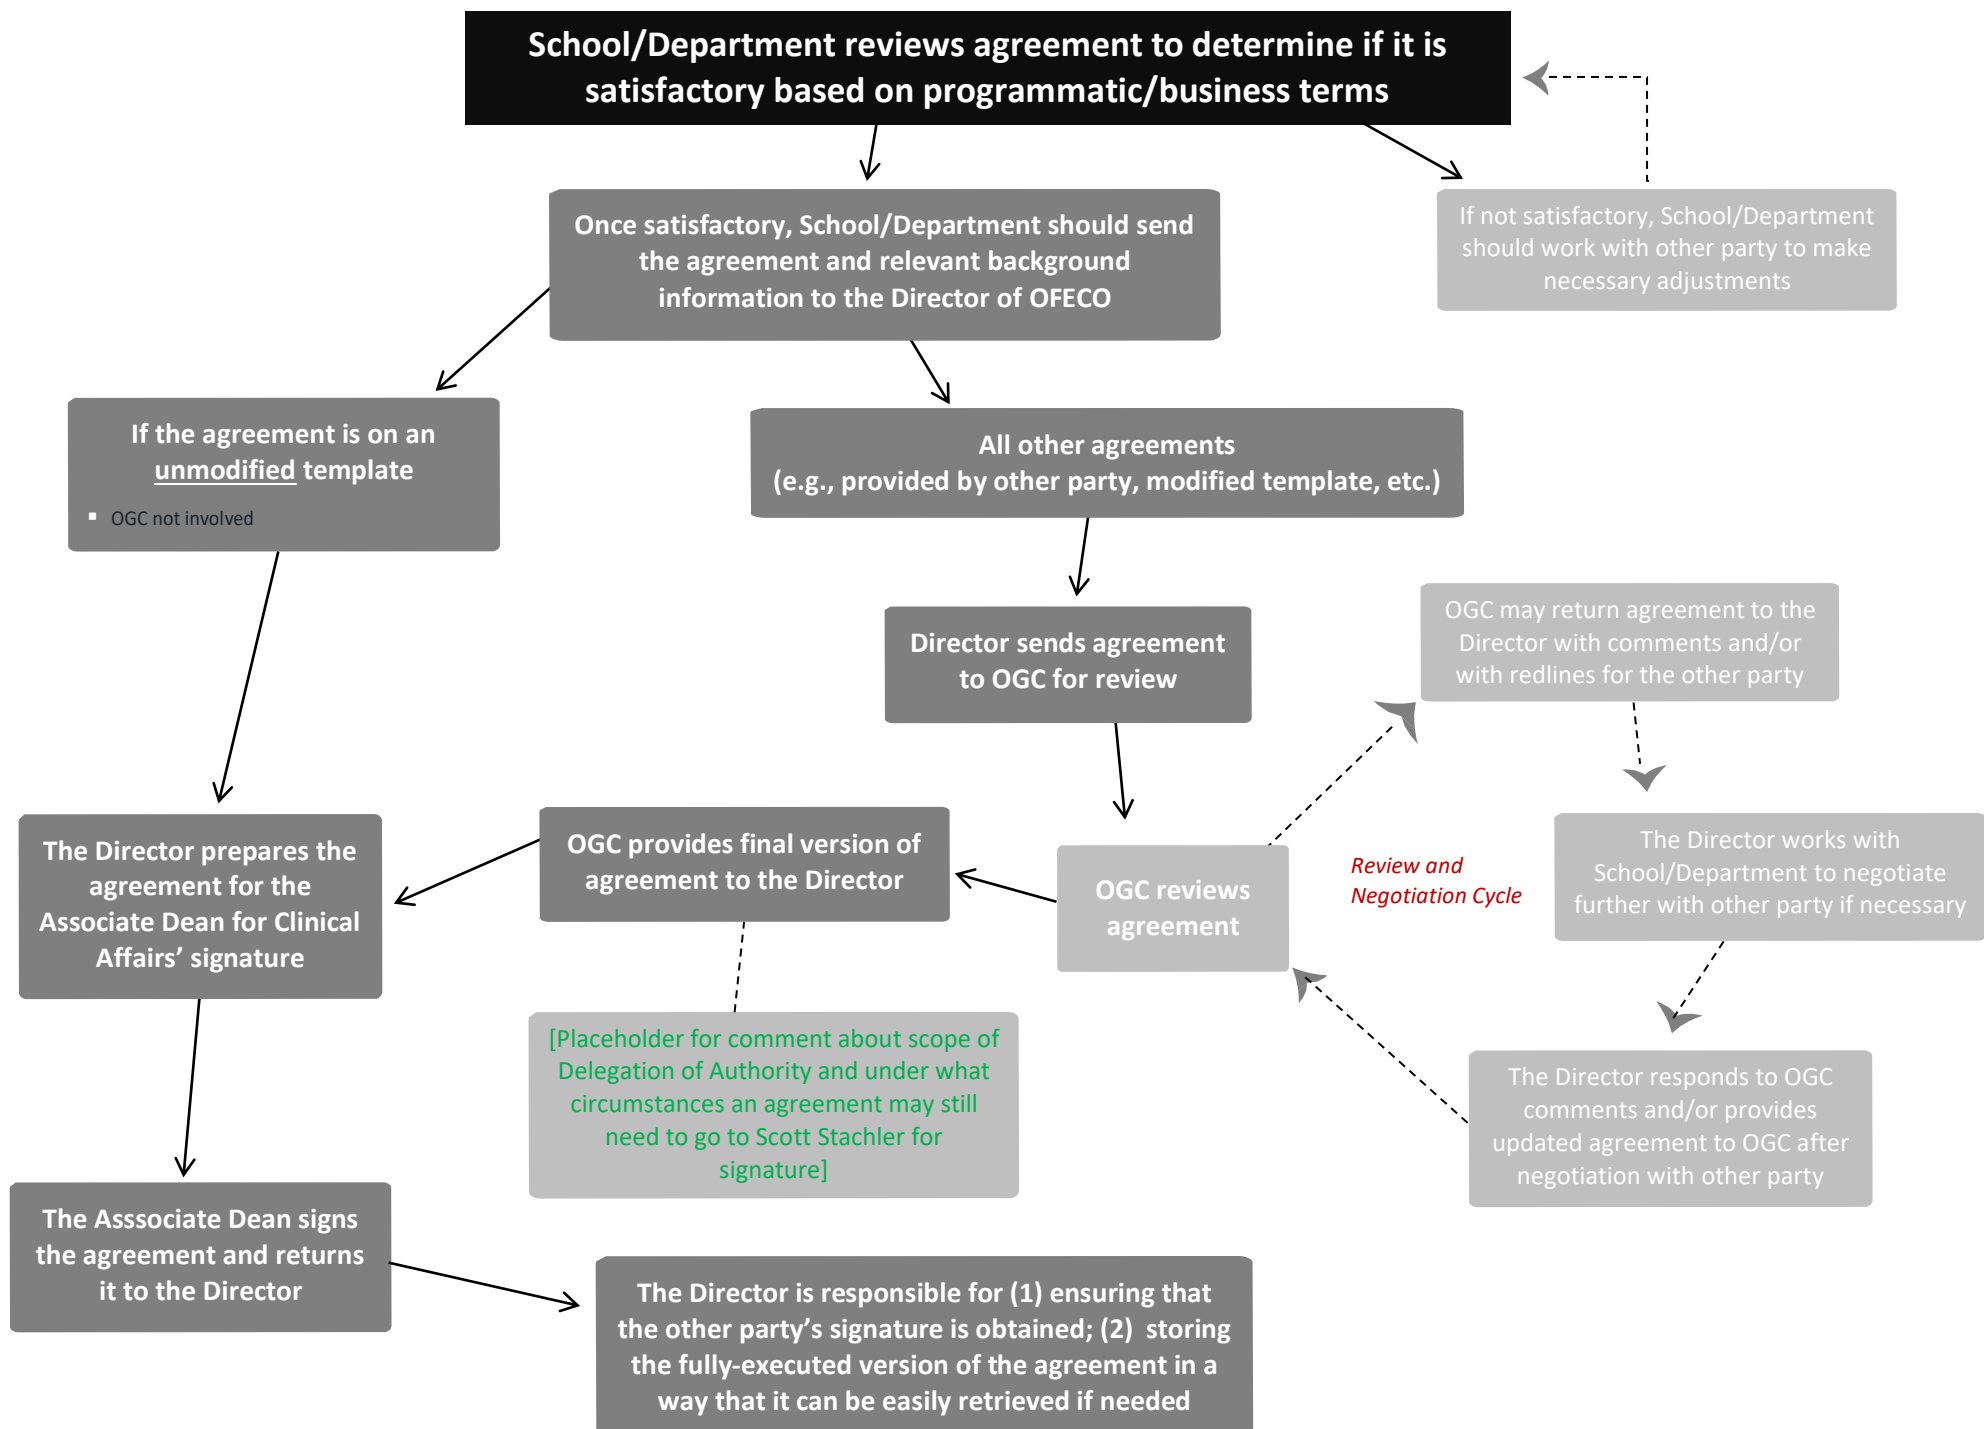 School/Department reviews agreement to determine if it is
satisfactory based on programmatic/business terms
Once satisfactory, School/Department should send
the agreement and relevant background
information to the Director of OFECO
If not satisfactory, School/Department
should work with other party to make
necessary adjustments
If the agreement is on an
unmodified template
▪ OGC not involved
All other agreements
(e.g., provided by other party, modified template, etc.)
Director sends agreement
to OGC for review
OGC may return agreement to the
Director with comments and/or
with redlines for the other party
The Director prepares the
agreement for the
Associate Dean for Clinical
Affairs’ signature
OGC provides final version of
agreement to the Director
OGC reviews
agreement
Review and
Negotiation Cycle
The Director works with
School/Department to negotiate
further with other party if necessary
[Placeholder for comment about scope of
Delegation of Authority and under what
circumstances an agreement may still
need to go to Scott Stachler for
signature]
The Director responds to OGC
comments and/or provides
updated agreement to OGC after
negotiation with other party
The Asssociate Dean signs
the agreement and returns
it to the Director
The Director is responsible for (1) ensuring that
the other party’s signature is obtained; (2) storing
the fully-executed version of the agreement in a
way that it can be easily retrieved if needed